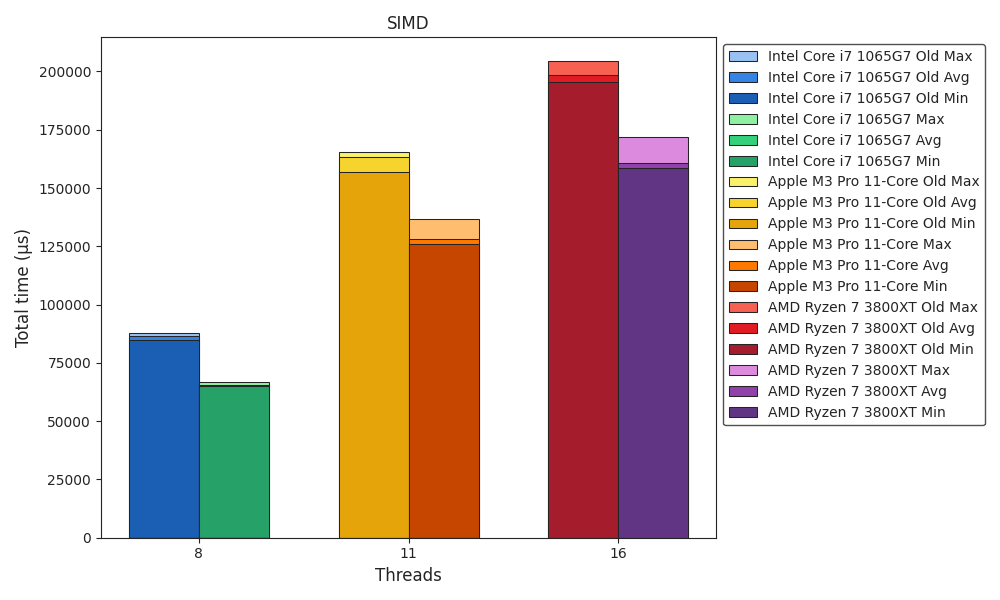 SIMD
Total time (µs)
200000
175000
150000
125000
100000
75000
50000
25000
0
8
11
16
Threads
Intel Core i7 1065G7 Old Max
Intel Core i7 1065G7 Old Avg
Intel Core i7 1065G7 Old Min
Intel Core i7 1065G7 Max
Intel Core i7 1065G7 Avg
Intel Core i7 1065G7 Min
Apple M3 Pro 11-Core Old Max
Apple M3 Pro 11-Core Old Avg
Apple M3 Pro 11-Core Old Min
Apple M3 Pro 11-Core Max
Apple M3 Pro 11-Core Avg
Apple M3 Pro 11-Core Min
AMD Ryzen 7 3800XT Old Max
AMD Ryzen 7 3800XT Old Avg
AMD Ryzen 7 3800XT Old Min
AMD Ryzen 7 3800XT Max
AMD Ryzen 7 3800XT Avg
AMD Ryzen 7 3800XT Min